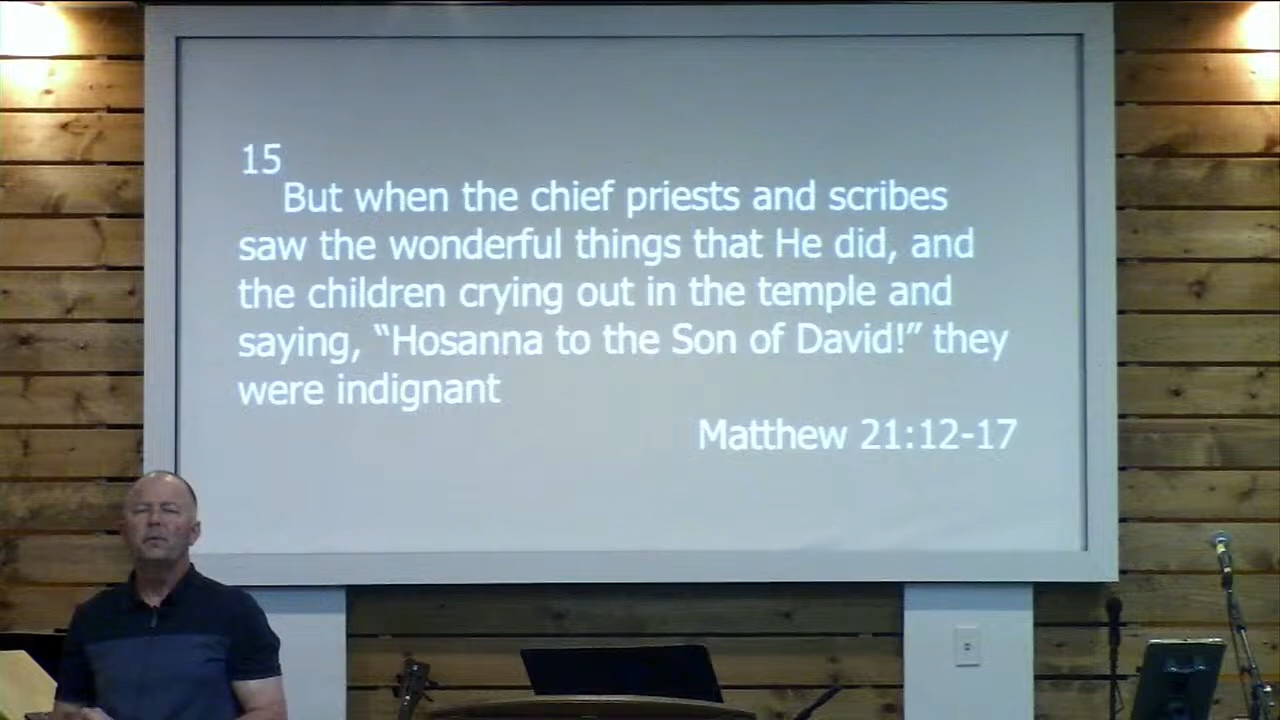 15
But when the chief priests and scribes
saw the wonderful things that He did, and
the children crying out in the temple and
saying, “Hosanna to the Son of David!” they
were indignant
Matthew 21:12-17